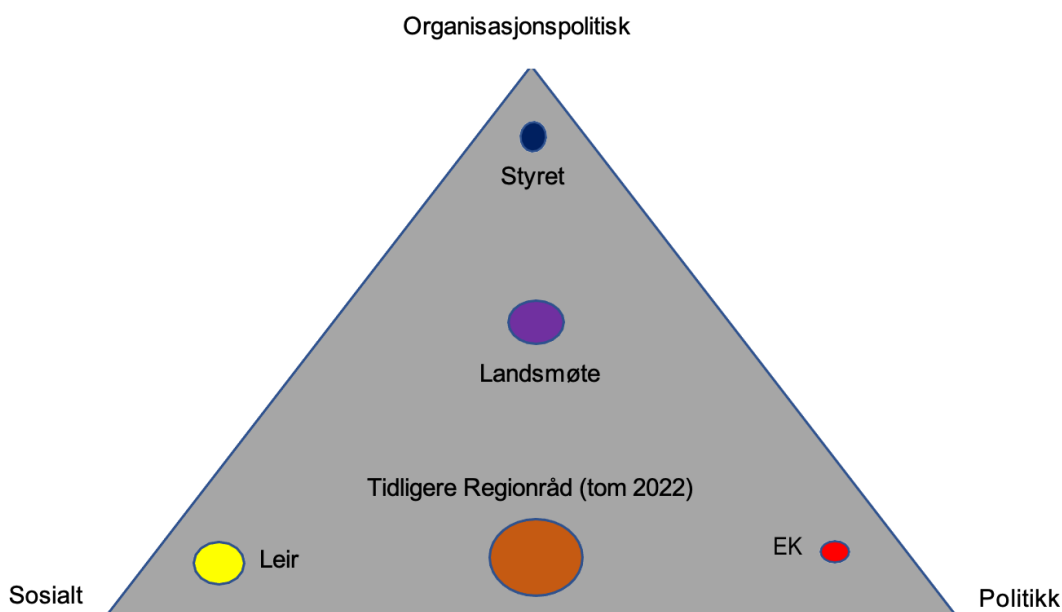 Organisasjonspolitisk
Styret
Landsmøte
Tidligere Regionråd (tom 2022)
Leir
EK
Sosialt
Politikk